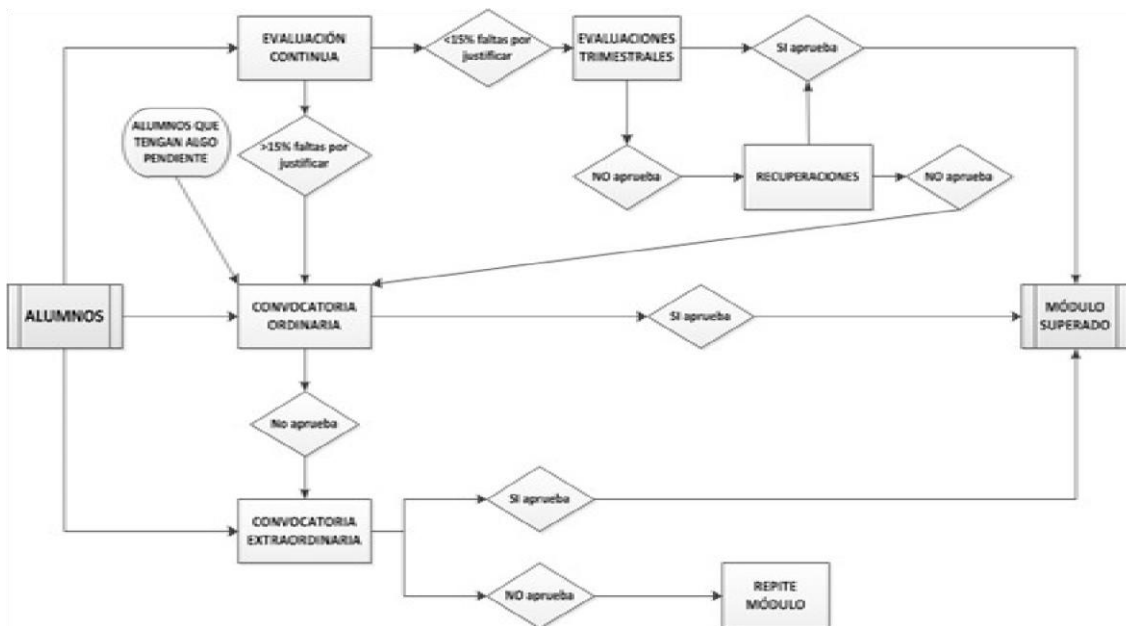 EVALUACIÓN
CONTINUA
<15% faltas por
justificar
EVALUACIONES
TRIMESTRALES
SI aprueba
ALUMNOS QUE
TENGAN ALGO
PENDIENTE
>15% faltas por
justificar
NO aprueba
RECUPERACIONES
NO aprueba
ALUMNOS
CONVOCATORIA
ORDINARIA
SI aprueba
MÓDULO
SUPERADO
No aprueba
CONVOCATORIA
EXTRAORDINARIA
SI aprueba
NO aprueba
REPITE
MÓDULO